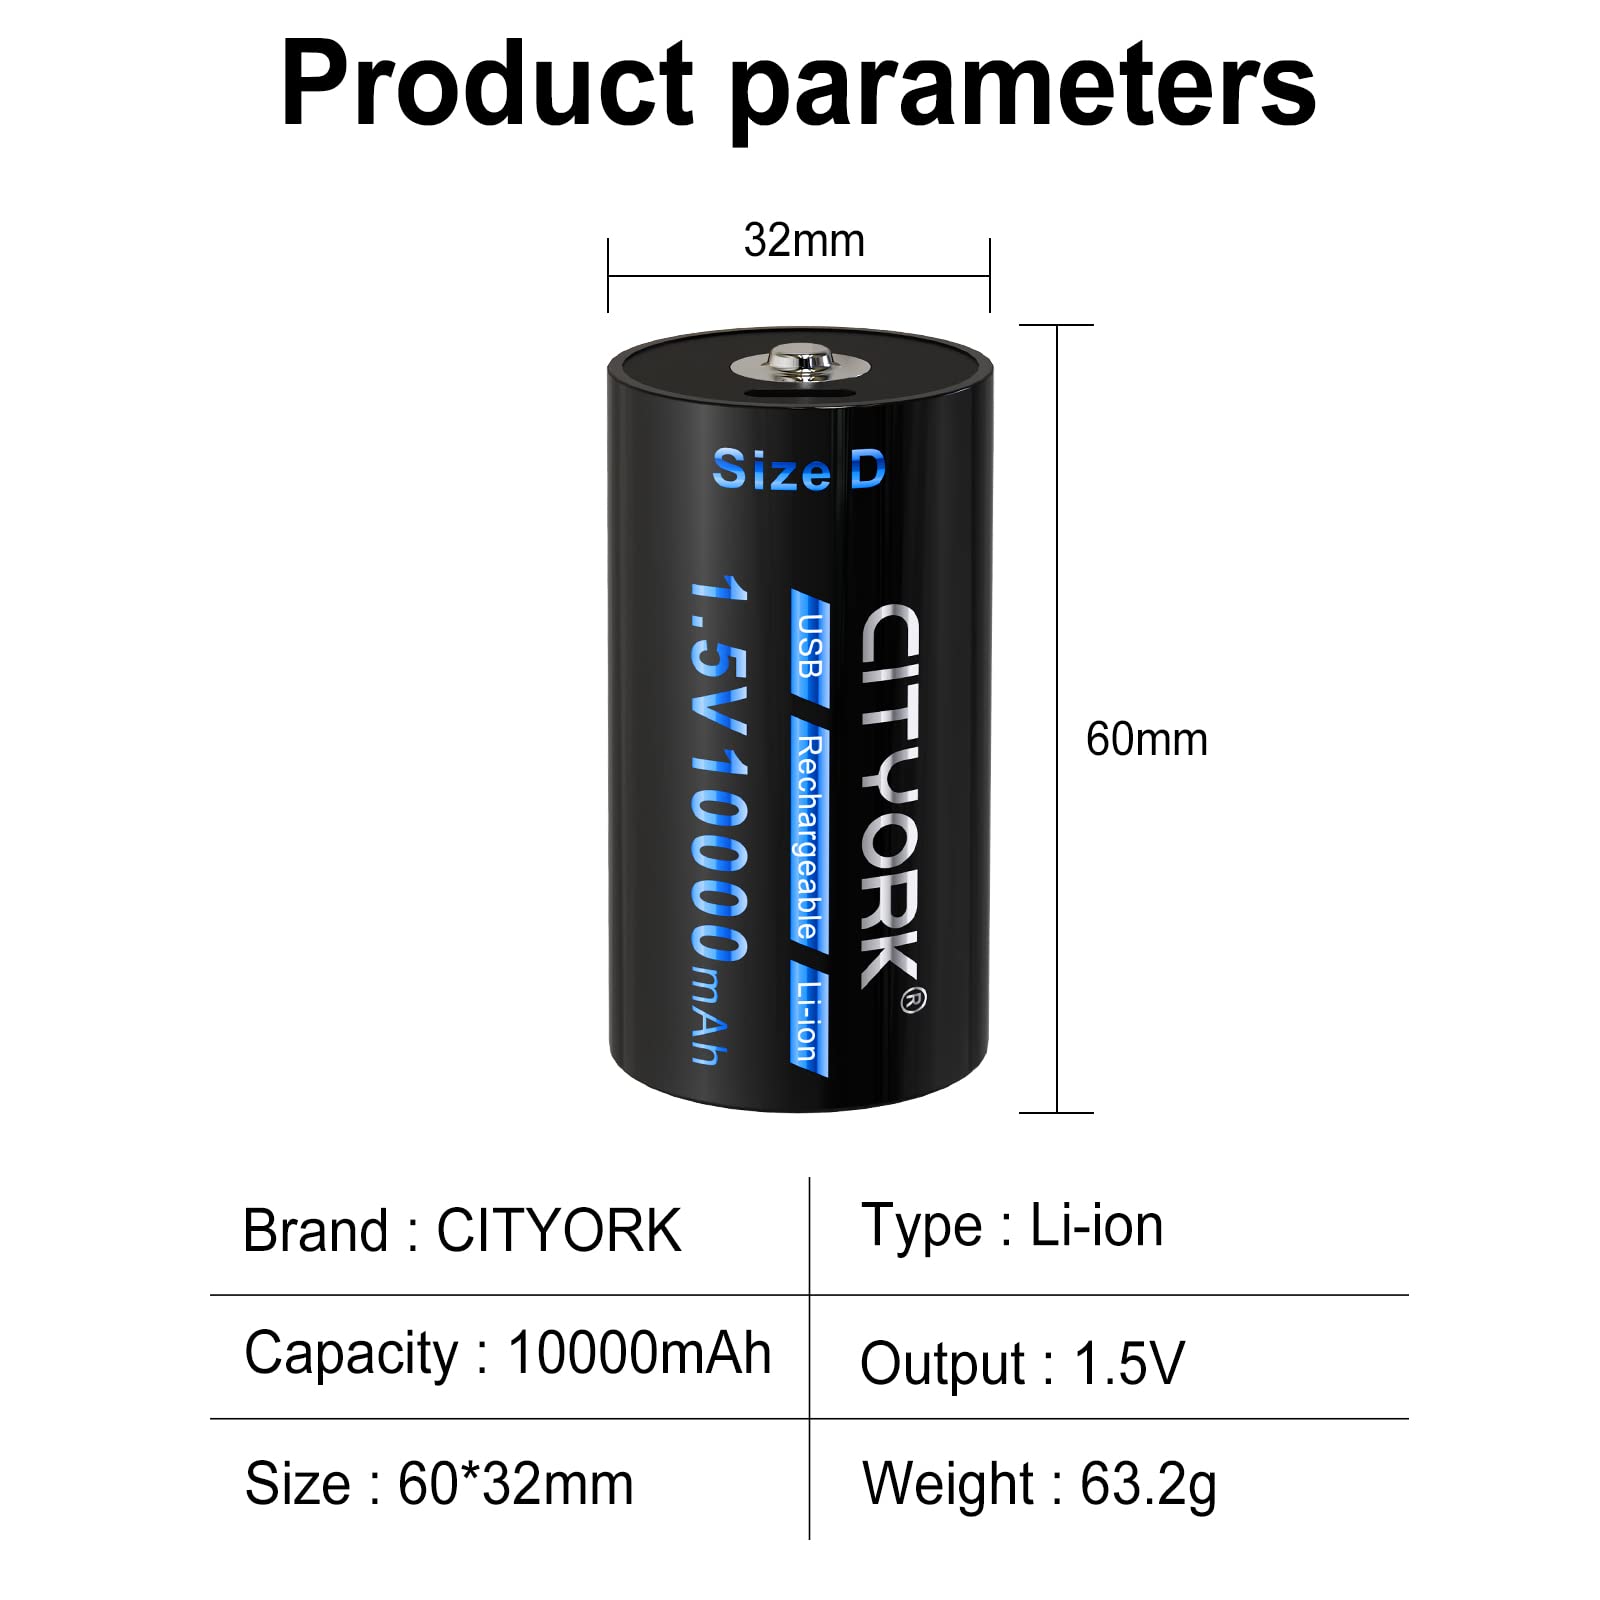 Product parameters
32mm
60mm
Size D
CITYORK®
USB Rechargeable Li-ion
1.5V 10000mAh
Brand : CITYORK
Type : Li-ion
Capacity : 10000mAh
Output : 1.5V
Size : 60*32mm
Weight : 63.2g